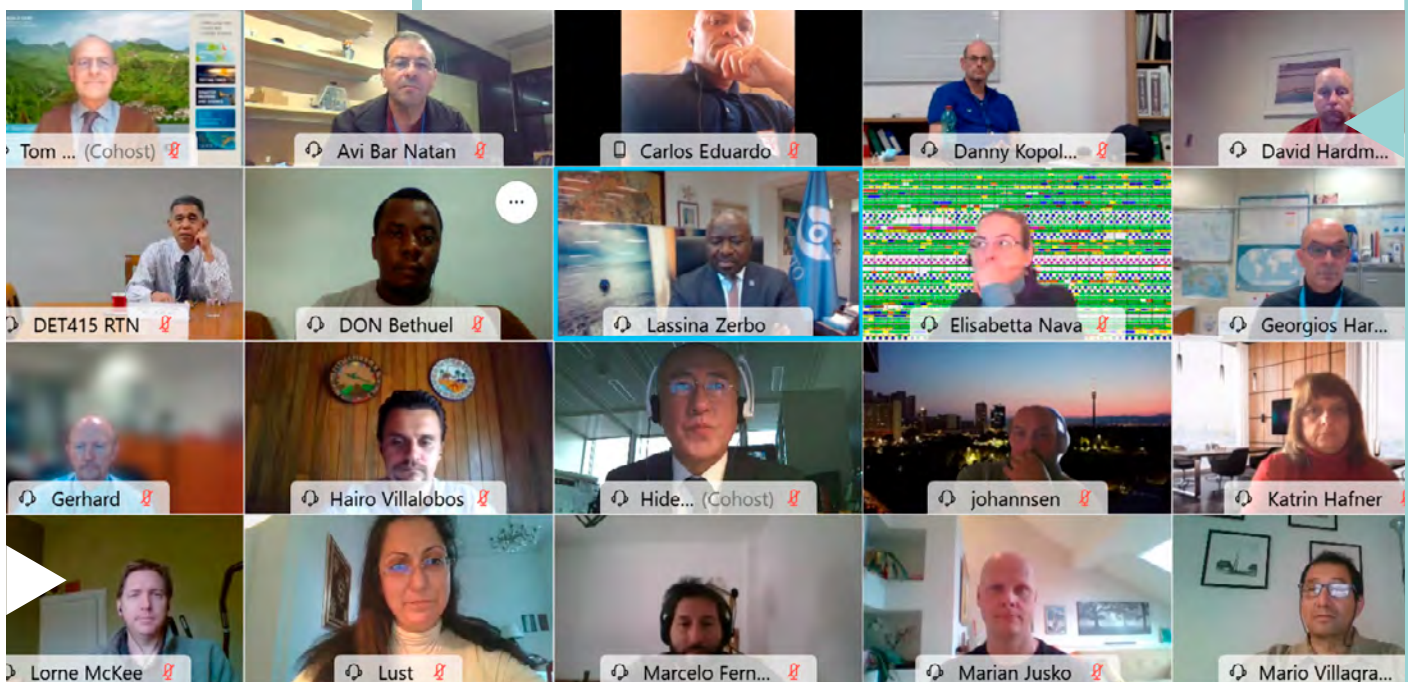 Tom ... (Cohost)
Avi Bar Natan
Carlos Eduardo
Danny Kopol...
David Hardm...
DET415 RTN
DON Bethuel
Lassina Zerbo
Elisabetta Nava
Georgios Har...
Gerhard
Hairo Villalobos
Hide... (Cohost)
johannsen
Katrin Hafner
Lorne McKee
Lust
Marcelo Fern...
Marian Jusko
Mario Villagra...